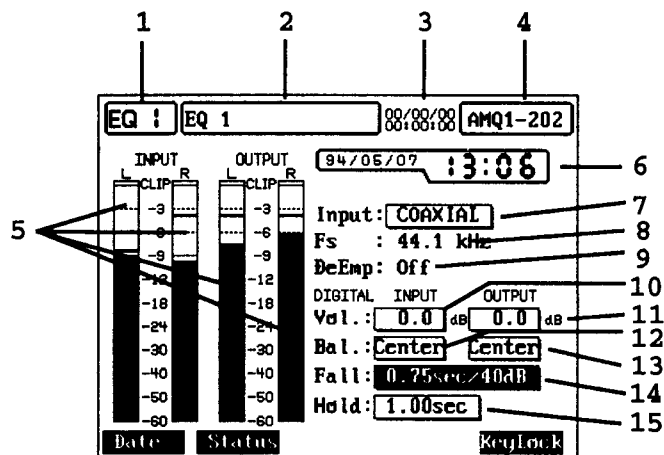 1 2 3 4
EQ 1 EQ 1 00/00/00 00:00:00 AMQ1-202
94/05/07 13:06 6
INPUT OUTPUT
L R L R
CLIP CLIP
-3 -3
-6 -6
-9 -9
-12 -12
-18 -18
-24 -24
-30 -30
-40 -40
-50 -50
-60 -60
5
Input: COAXIAL 7
Fs : 44.1 kHz 8
DeEmp: Off 9
DIGITAL INPUT OUTPUT 10
Vol.: 0.0 dB 0.0 dB 11
12
Bal.: Center Center 13
Fall: 0.75sec/40dB 14
Hold: 1.00sec 15
Date Status KeyLock